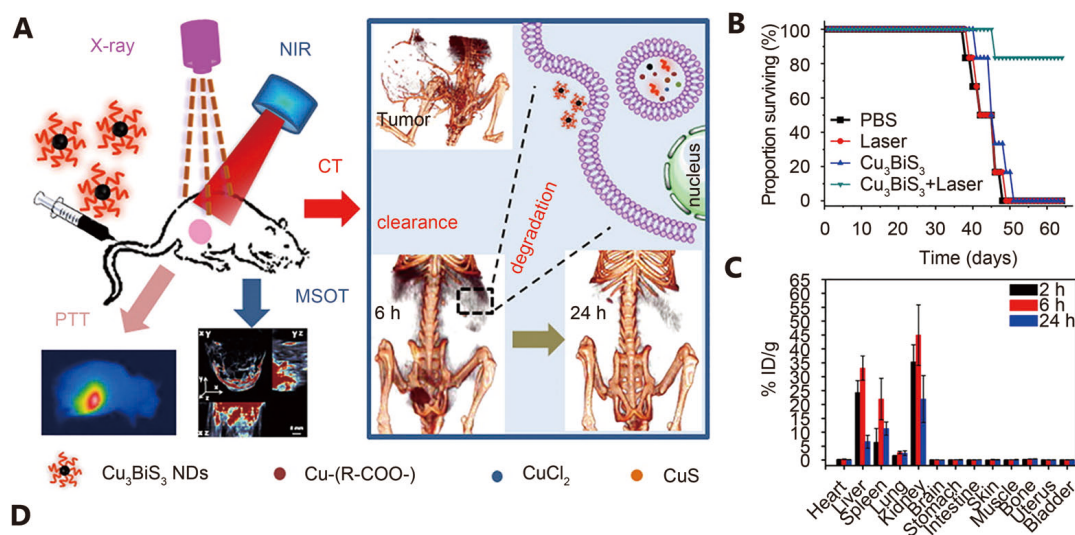 A
X-ray
NIR
CT
PTT
MSOT
x y
y z
y
x
z
x z
Tumor
clearance
degradation
nucleus
6 h
24 h
Cu₃BiS₃ NDs
Cu-(R-COO-)
CuCl₂
CuS
B
Proportion surviving (%)
100
80
60
40
20
0
PBS
Laser
Cu₃BiS₃
Cu₃BiS₃+Laser
0 10 20 30 40 50 60
Time (days)
C
% ID/g
65
60
55
50
45
40
35
30
25
20
15
10
5
0
2 h
6 h
24 h
Heart
Liver
Spleen
Lung
Kidney
Brain
Stomach
Intestine
Skin
Muscle
Bone
Uterus
Bladder
D